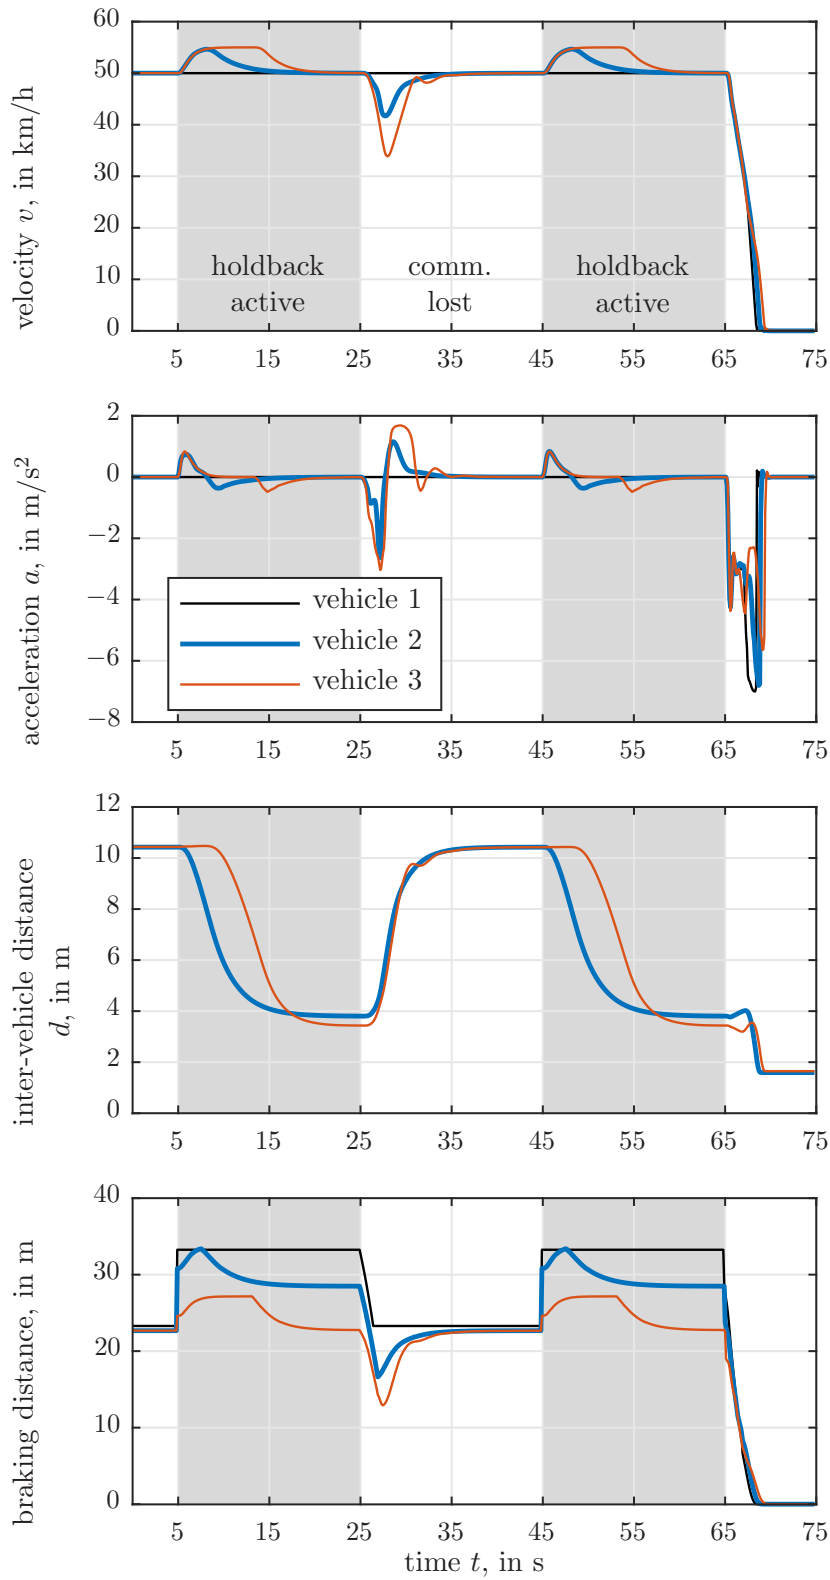 velocity v, in km/h
60
50
40
30
20
10
0
holdback
active
comm.
lost
holdback
active
5 15 25 35 45 55 65 75
acceleration a, in m/s²
2
0
−2
−4
−6
−8
vehicle 1
vehicle 2
vehicle 3
5 15 25 35 45 55 65 75
inter-vehicle distance
d, in m
12
10
8
6
4
2
0
5 15 25 35 45 55 65 75
braking distance, in m
40
30
20
10
0
5 15 25 35 45 55 65 75
time t, in s